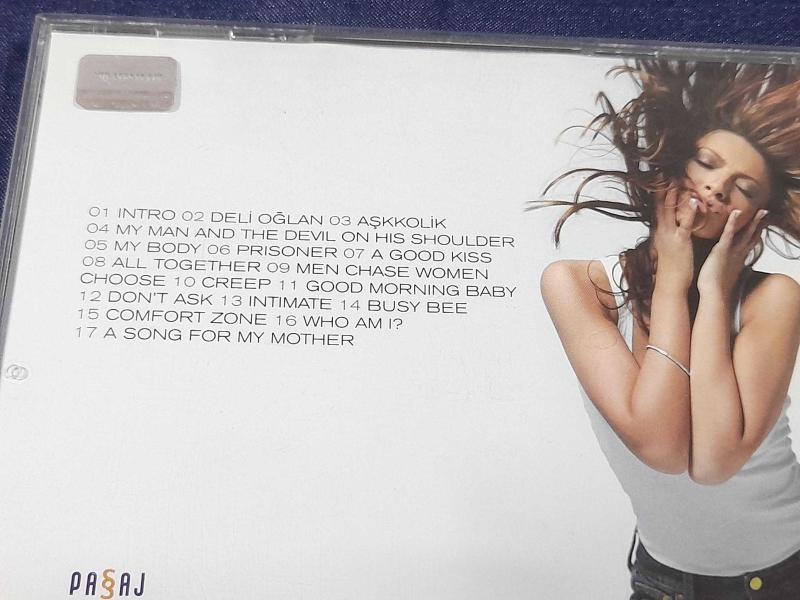 01 INTRO 02 DELİ OĞLAN 03 AŞKKOLİK
04 MY MAN AND THE DEVIL ON HIS SHOULDER
05 MY BODY 06 PRISONER 07 A GOOD KISS
08 ALL TOGETHER 09 MEN CHASE WOMEN
CHOOSE 10 CREEP 11 GOOD MORNING BABY
12 DON'T ASK 13 INTIMATE 14 BUSY BEE
15 COMFORT ZONE 16 WHO AM I?
17 A SONG FOR MY MOTHER
PASAJ